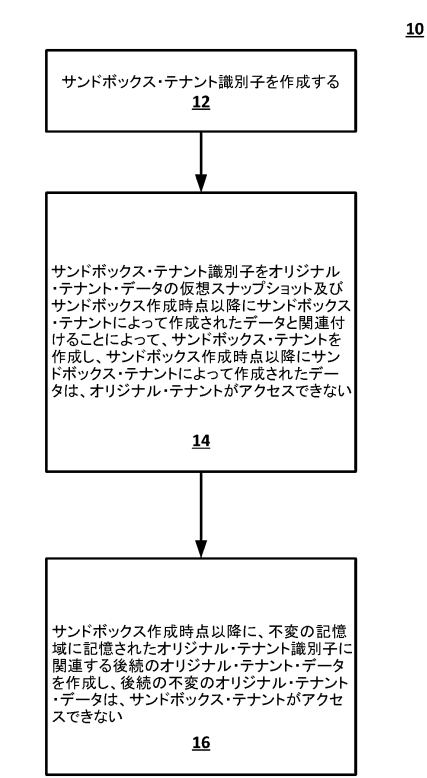 10
サンドボックス・テナント識別子を作成する
12
サンドボックス・テナント識別子をオリジナル
・テナント・データの仮想スナップショット及び
サンドボックス作成時点以降にサンドボックス
・テナントによって作成されたデータと関連付
けることによって、サンドボックス・テナントを
作成し、サンドボックス作成時点以降にサン
ドボックス・テナントによって作成されたデー
タは、オリジナル・テナントがアクセスできない
14
サンドボックス作成時点以降に、不変の記憶
域に記憶されたオリジナル・テナント識別子に
関連する後続のオリジナル・テナント・データ
を作成し、後続の不変のオリジナル・テナント
・データは、サンドボックス・テナントがアクセ
スできない
16